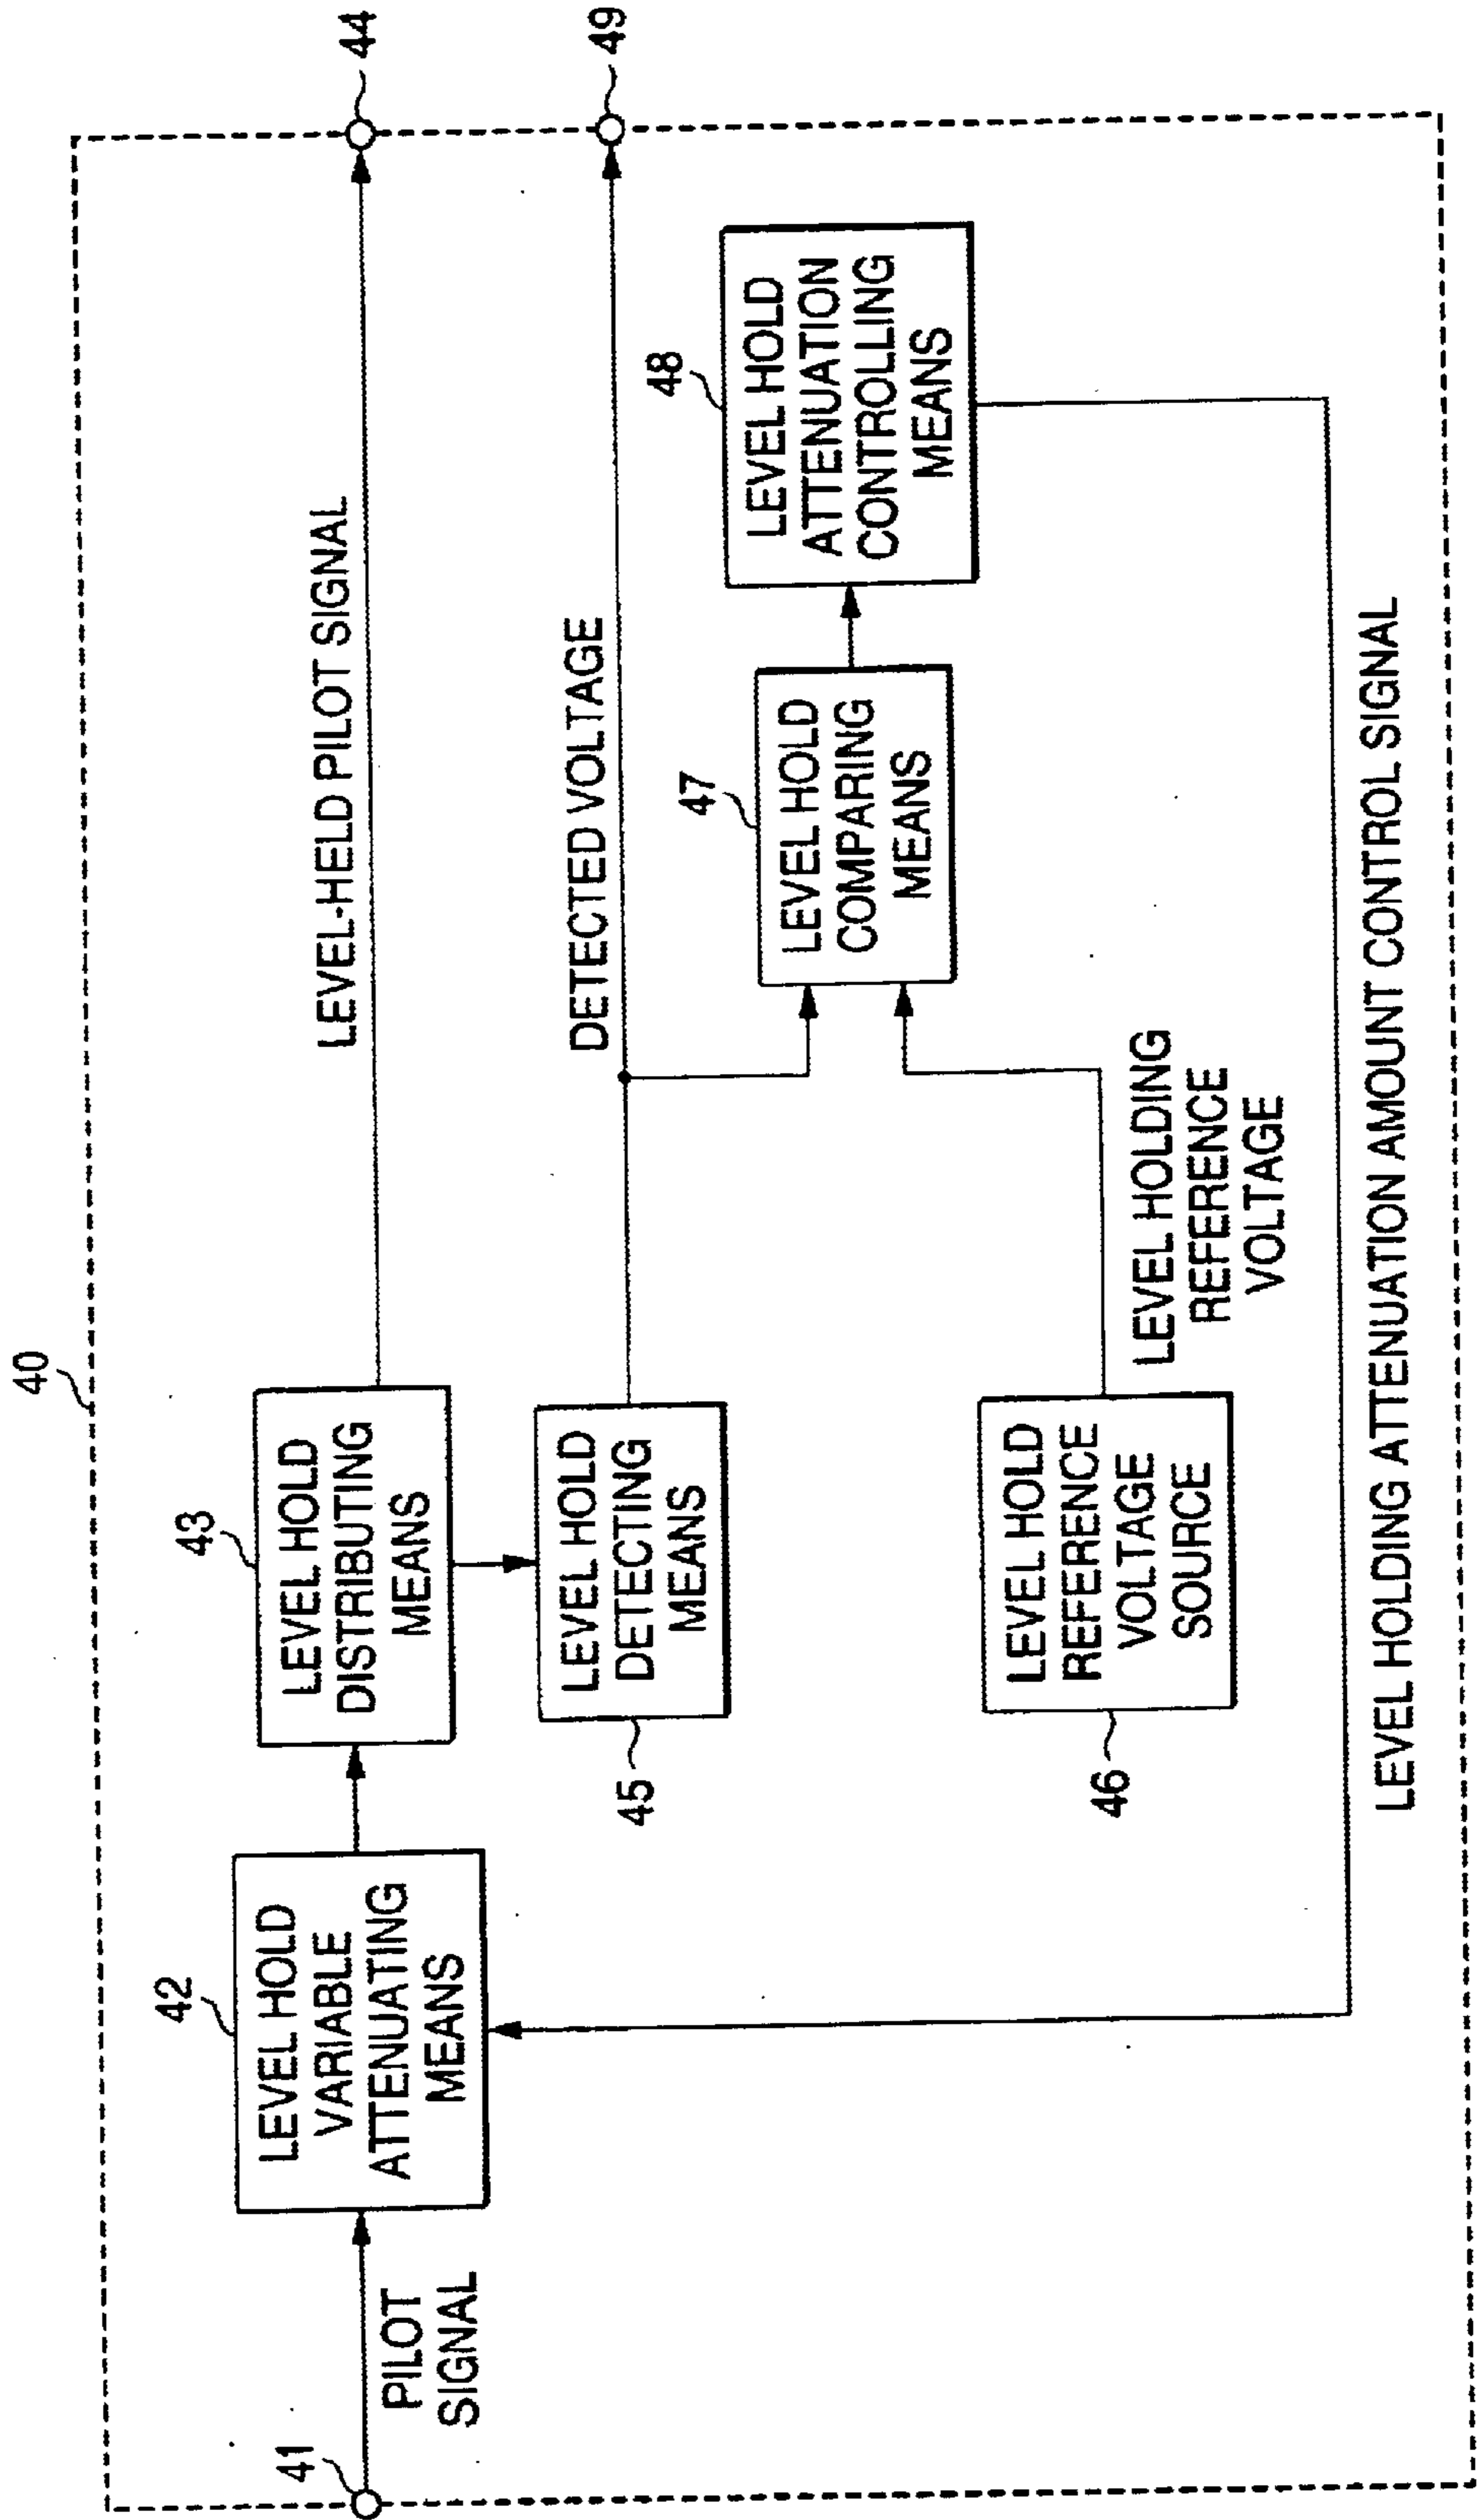 40
44
49
41
PILOT
SIGNAL
42
LEVEL HOLD
VARIABLE
ATTENUATING
MEANS
43
LEVEL HOLD
DISTRIBUTING
MEANS
LEVEL-HELD PILOT SIGNAL
45
LEVEL HOLD
DETECTING
MEANS
DETECTED VOLTAGE
46
LEVEL HOLD
REFERENCE
VOLTAGE
SOURCE
LEVEL HOLDING
REFERENCE
VOLTAGE
47
LEVEL HOLD
COMPARING
MEANS
48
LEVEL HOLD
ATTENUATION
CONTROLLING
MEANS
LEVEL HOLDING ATTENUATION AMOUNT CONTROL SIGNAL